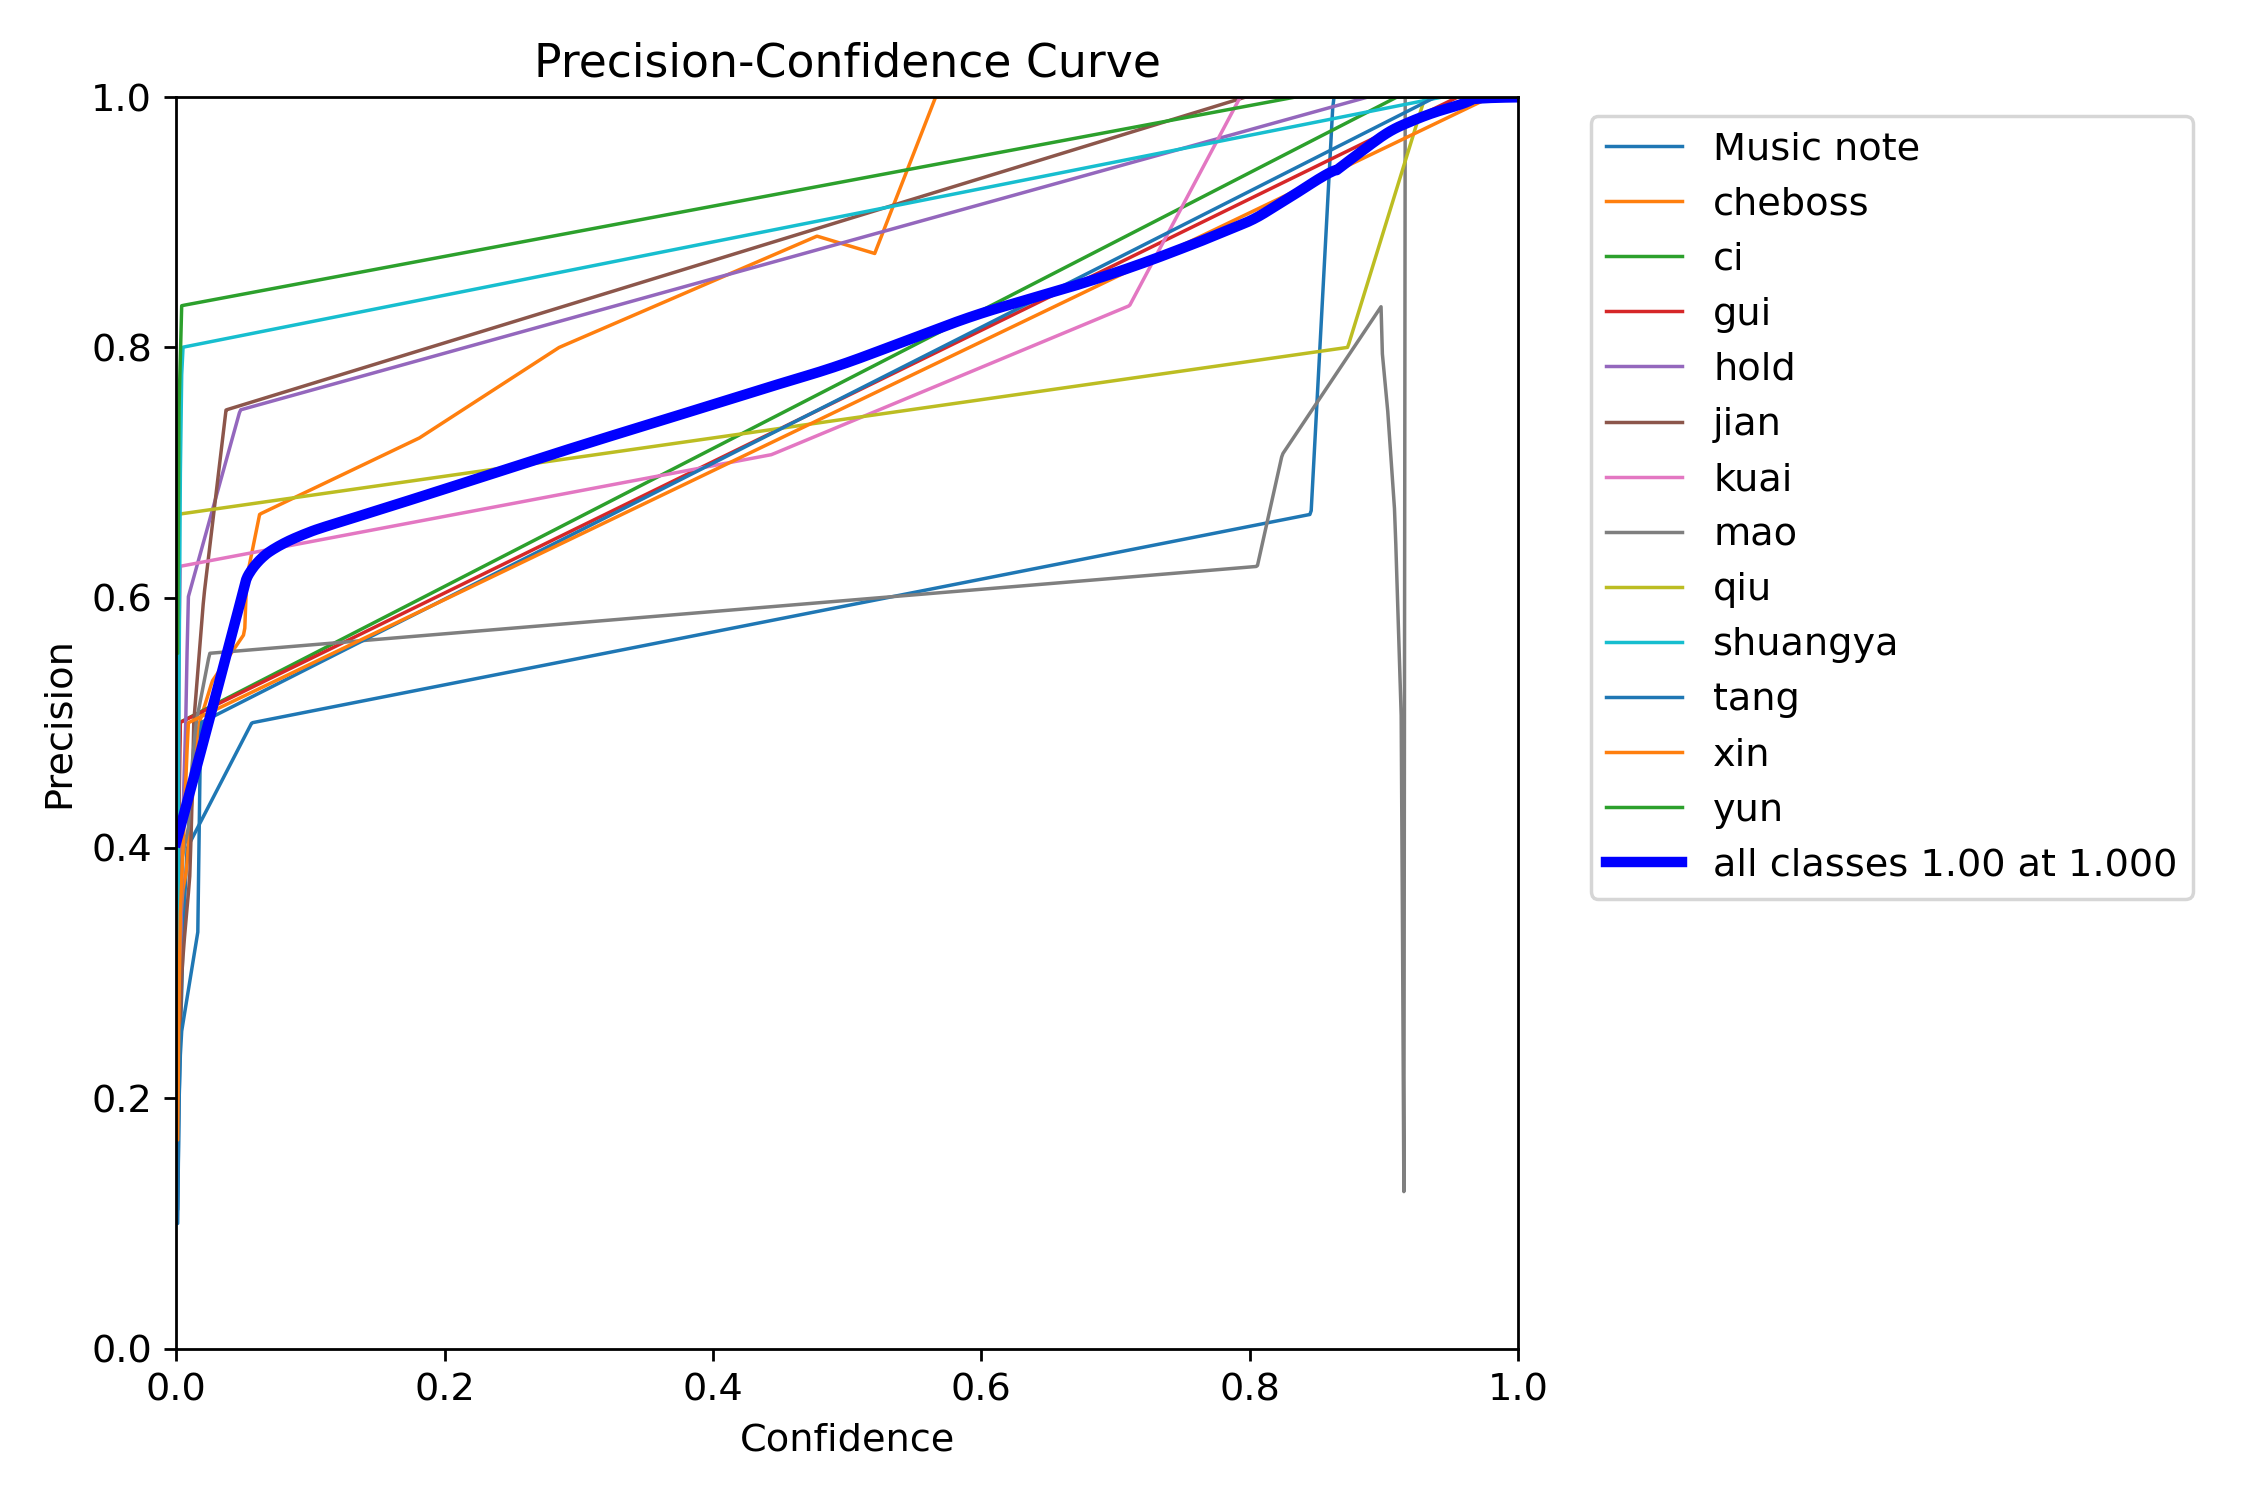 Precision-Confidence Curve
1.0
0.8
0.6
0.4
0.2
0.0
Precision
0.0 0.2 0.4 0.6 0.8 1.0
Confidence
Music note
cheboss
ci
gui
hold
jian
kuai
mao
qiu
shuangya
tang
xin
yun
all classes 1.00 at 1.000